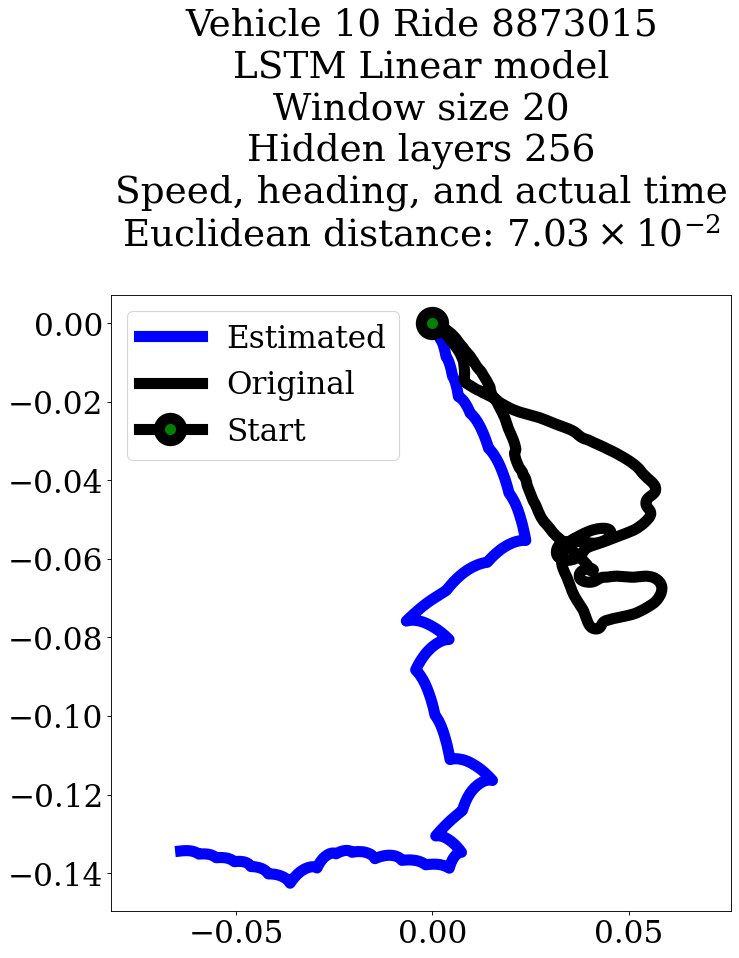 Vehicle 10 Ride 8873015
LSTM Linear model
Window size 20
Hidden layers 256
Speed, heading, and actual time
Euclidean distance: 7.03 × 10⁻²
Estimated
Original
Start
0.00
−0.02
−0.04
−0.06
−0.08
−0.10
−0.12
−0.14
−0.05 0.00 0.05